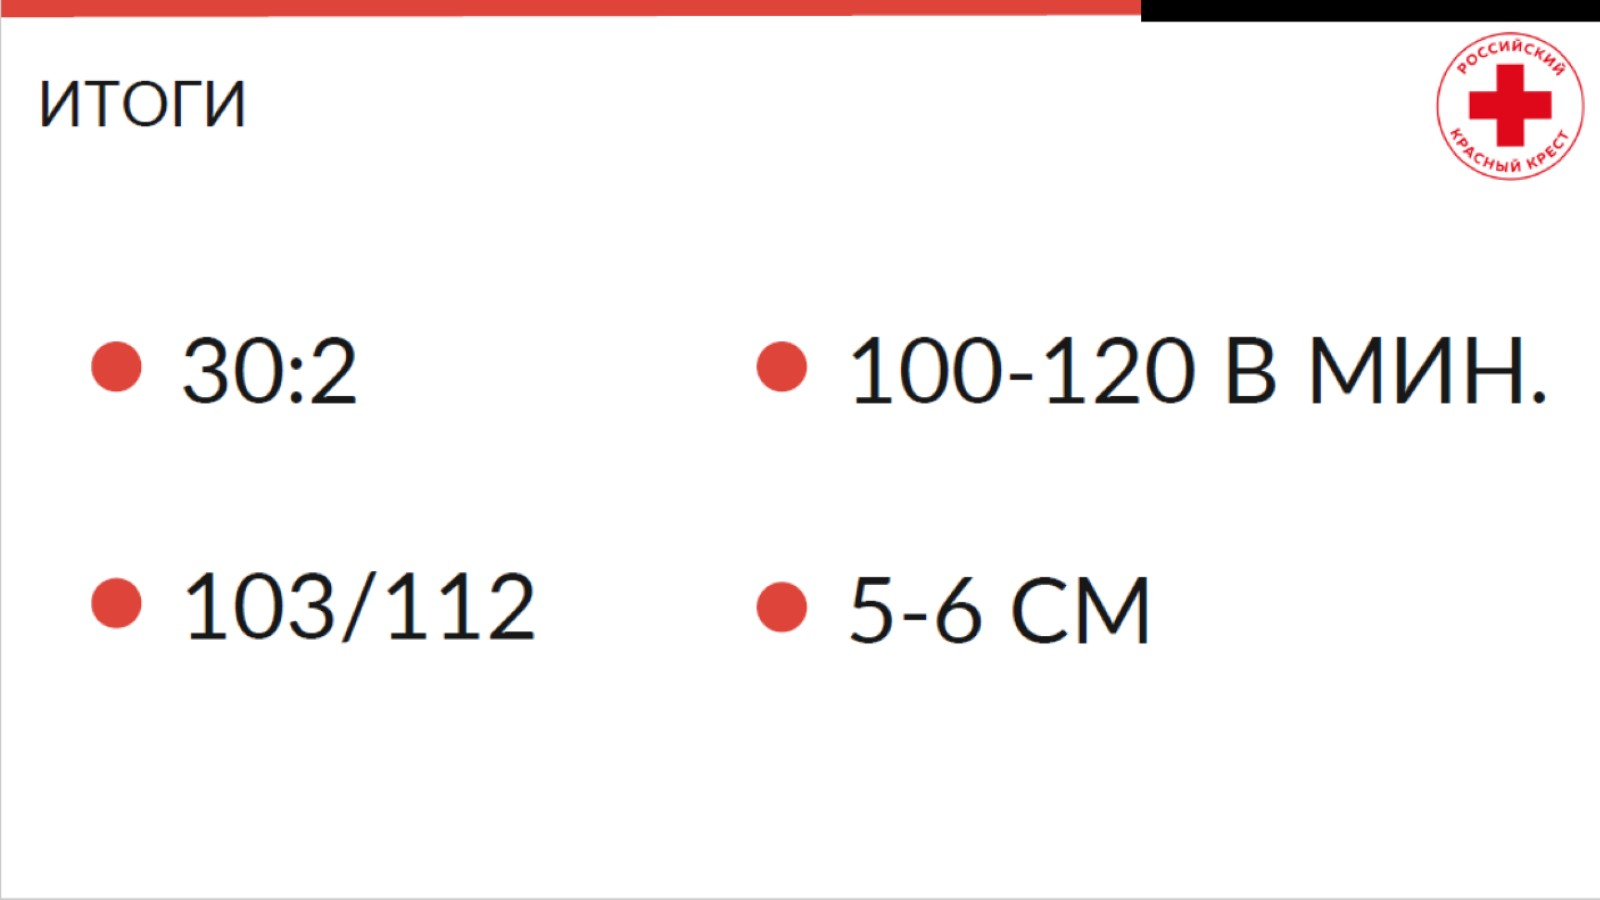 ИТОГИ
РОССИЙСКИЙ
КРАСНЫЙ КРЕСТ
30:2
100-120 В МИН.
103/112
5-6 СМ